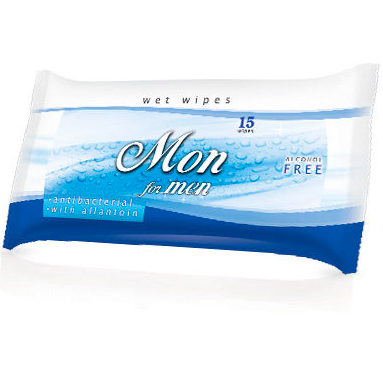 wet wipes
15
WIPES
Mon
for men
ALCOHOL
FREE
•antibacterial
•with allantoin